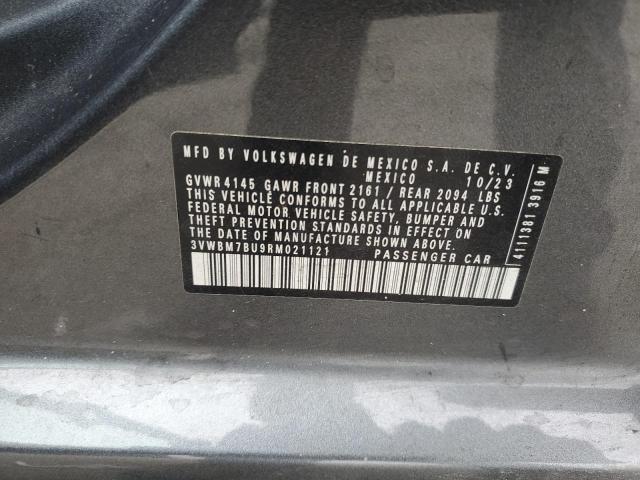 MFD BY VOLKSWAGEN DE MEXICO S.A. DE C.V.
MEXICO 10/23
GVWR 4145 GAWR FRONT 2161 / REAR 2094 LBS
THIS VEHICLE CONFORMS TO ALL APPLICABLE U.S.
FEDERAL MOTOR VEHICLE SAFETY, BUMPER AND
THEFT PREVENTION STANDARDS IN EFFECT ON
THE DATE OF MANUFACTURE SHOWN ABOVE.
3VWBM7BU9RM021121 PASSENGER CAR
4111381 3916 M